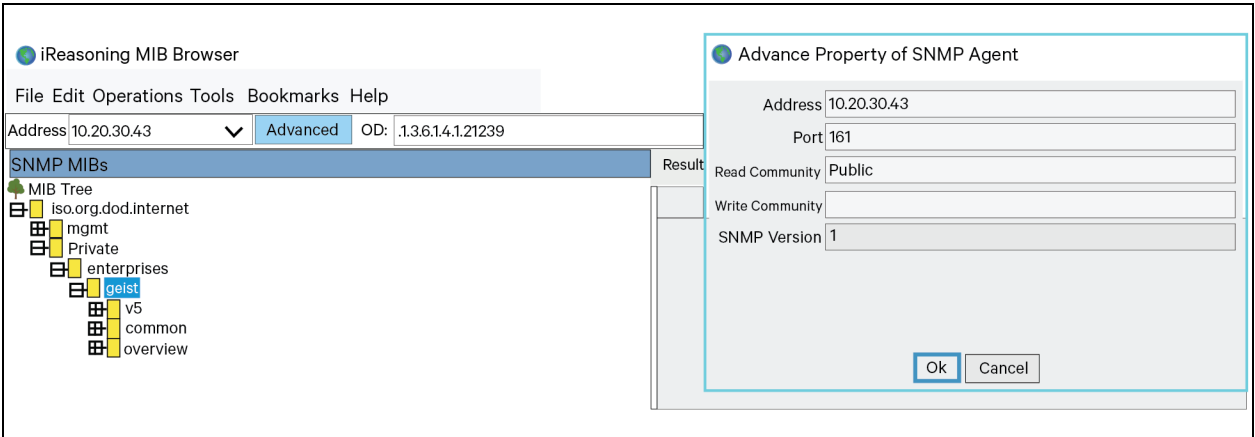 iReasoning MIB Browser
File Edit Operations Tools Bookmarks Help
Address 10.20.30.43 Advanced OD: .1.3.6.1.4.1.21239
SNMP MIBs
Result
MIB Tree
iso.org.dod.internet
mgmt
Private
enterprises
geist
v5
common
overview
Advance Property of SNMP Agent
Address 10.20.30.43
Port 161
Read Community Public
Write Community
SNMP Version 1
Ok Cancel